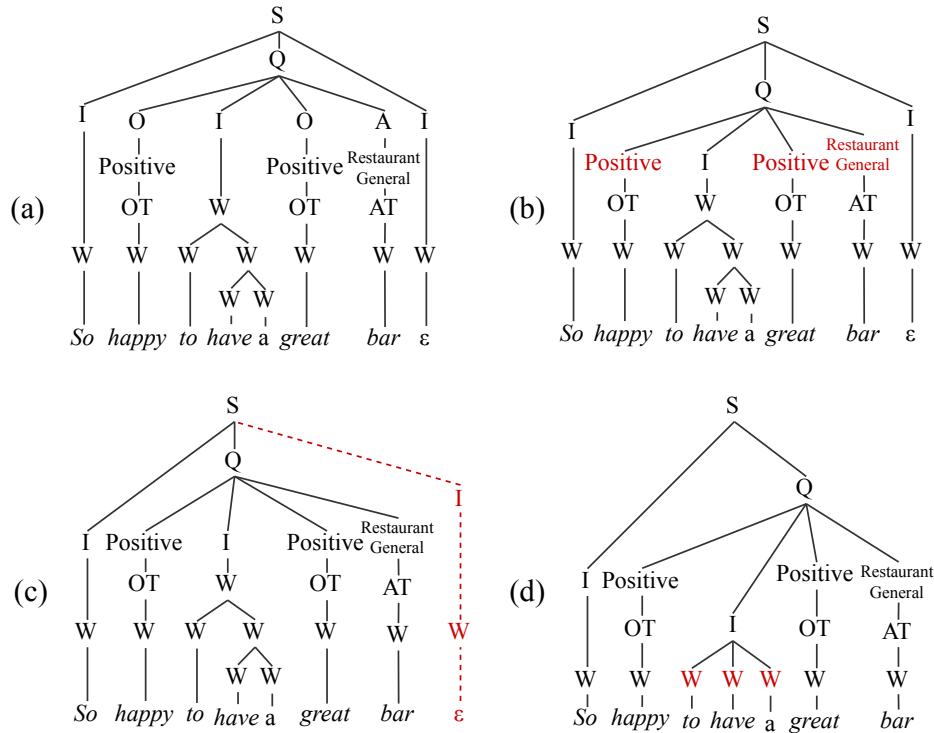 S
Q
I O I O A I
Positive Positive Restaurant
General
(a) OT W OT AT
W W W W W W W
W W
So happy to have a great bar ε
S
Q
I I
Positive I Positive Restaurant
General
(b) OT W OT AT
W W W W W W W
W W
So happy to have a great bar ε
S
Q
I
I Positive I Positive Restaurant
General
(c) OT W OT AT
W W W W W W W
W W
So happy to have a great bar ε
S
Q
I Positive Positive Restaurant
General
(d) OT I OT AT
W W W W W W W
So happy to have a great bar